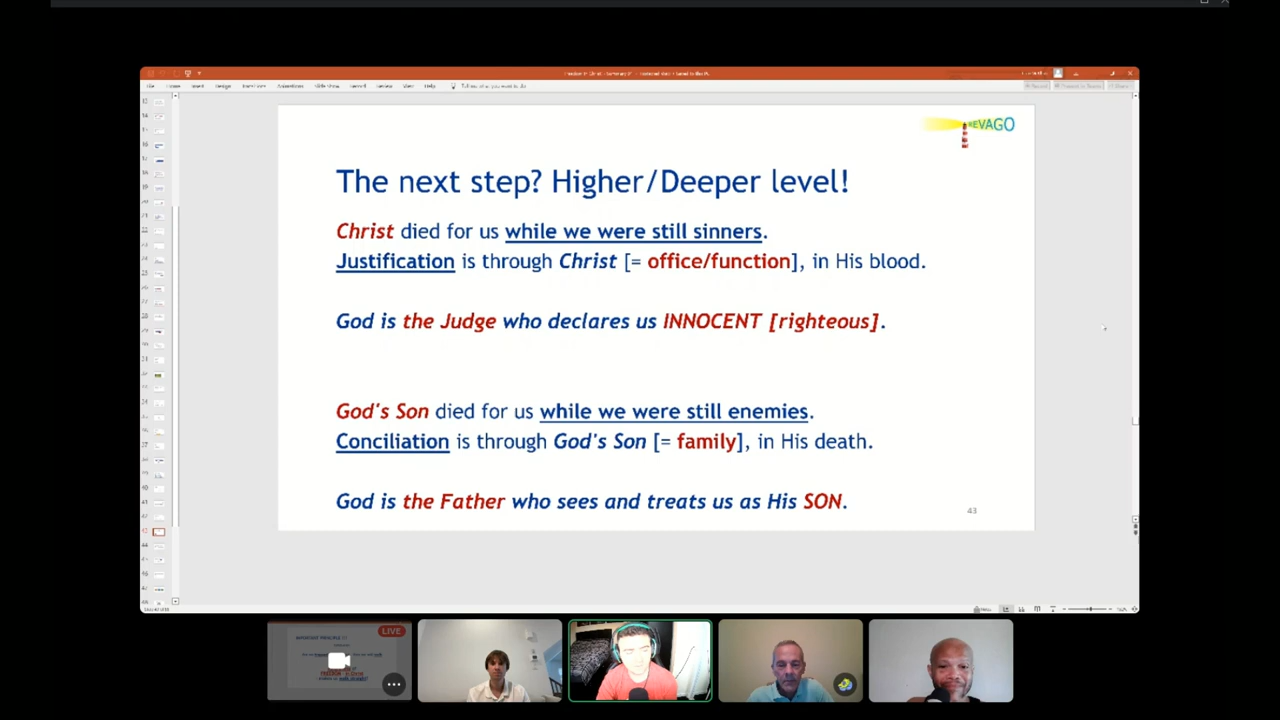 KEVAGO
The next step? Higher/Deeper level!
Christ died for us while we were still sinners.
Justification is through Christ [= office/function], in His blood.
God is the Judge who declares us INNOCENT [righteous].
God's Son died for us while we were still enemies.
Conciliation is through God's Son [= family], in His death.
God is the Father who sees and treats us as His SON.
43
LIVE